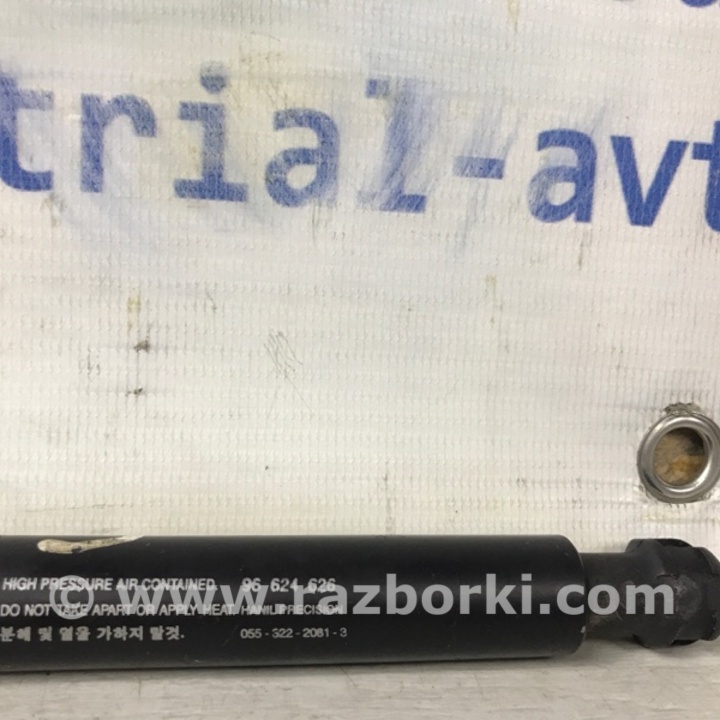 trial-avt
© www.razborki.com
HIGH PRESSURE AIR CONTAINED 96 624 626
DO NOT TAKE APART OR APPLY HEAT. HANIL PRECISION
분해 및 열을 가하지 말것. 055-322-2061-3